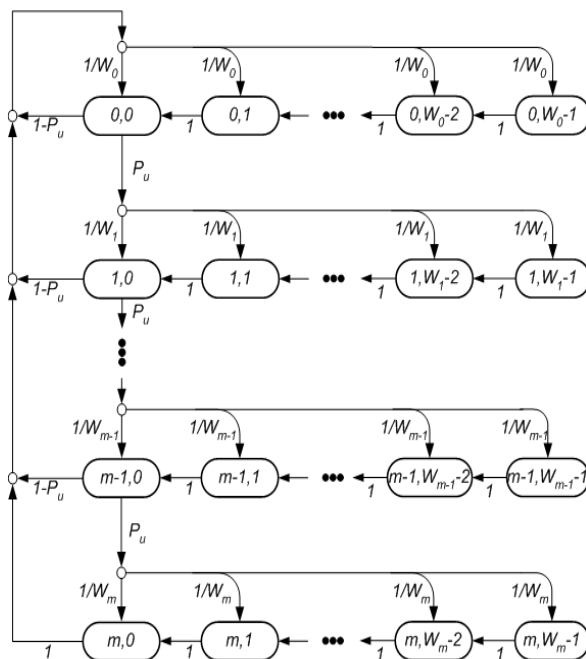 1/W₀ 1/W₀ 1/W₀ 1/W₀
0,0 0,1 ••• 0,W₀-2 0,W₀-1
1-Pᵤ 1 1 1
Pᵤ
1/W₁ 1/W₁ 1/W₁ 1/W₁
1,0 1,1 ••• 1,W₁-2 1,W₁-1
1-Pᵤ 1 1 1
Pᵤ
1/Wₘ₋₁ 1/Wₘ₋₁ 1/Wₘ₋₁ 1/Wₘ₋₁
m-1,0 m-1,1 ••• m-1,Wₘ₋₁-2 m-1,Wₘ₋₁-1
1-Pᵤ 1 1 1
Pᵤ
1/Wₘ 1/Wₘ 1/Wₘ 1/Wₘ
m,0 m,1 ••• m,Wₘ-2 m,Wₘ-1
1 1 1 1